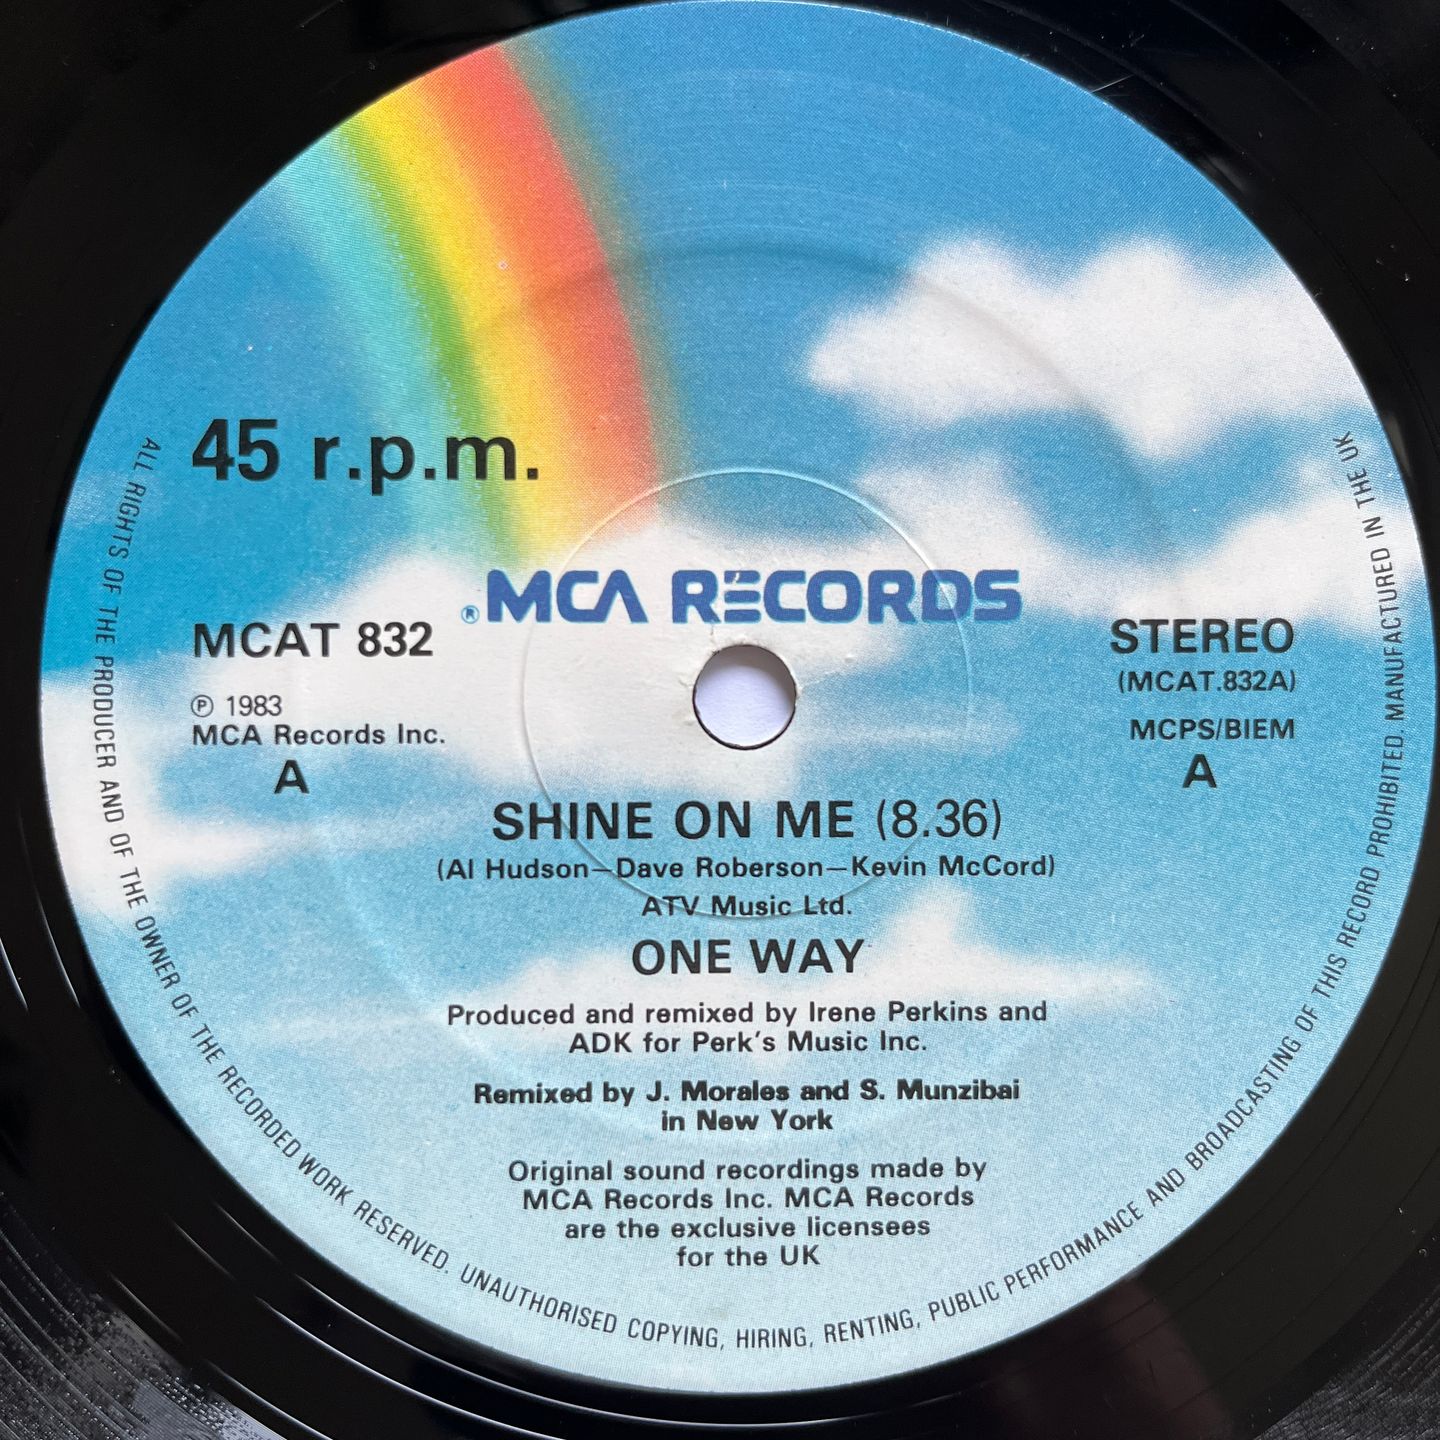 45 r.p.m.
® MCA RECORDS
MCAT 832
STEREO
(MCAT.832A)
℗ 1983
MCA Records Inc.
MCPS/BIEM
A
A
SHINE ON ME (8.36)
(Al Hudson—Dave Roberson—Kevin McCord)
ATV Music Ltd.
ONE WAY
Produced and remixed by Irene Perkins and
ADK for Perk's Music Inc.
Remixed by J. Morales and S. Munzibai
in New York
Original sound recordings made by
MCA Records Inc. MCA Records
are the exclusive licensees
for the UK
ALL RIGHTS OF THE PRODUCER AND OF THE OWNER OF THE RECORDED WORK RESERVED. UNAUTHORISED COPYING, HIRING, RENTING, PUBLIC PERFORMANCE AND BROADCASTING OF THIS RECORD PROHIBITED. MANUFACTURED IN THE UK